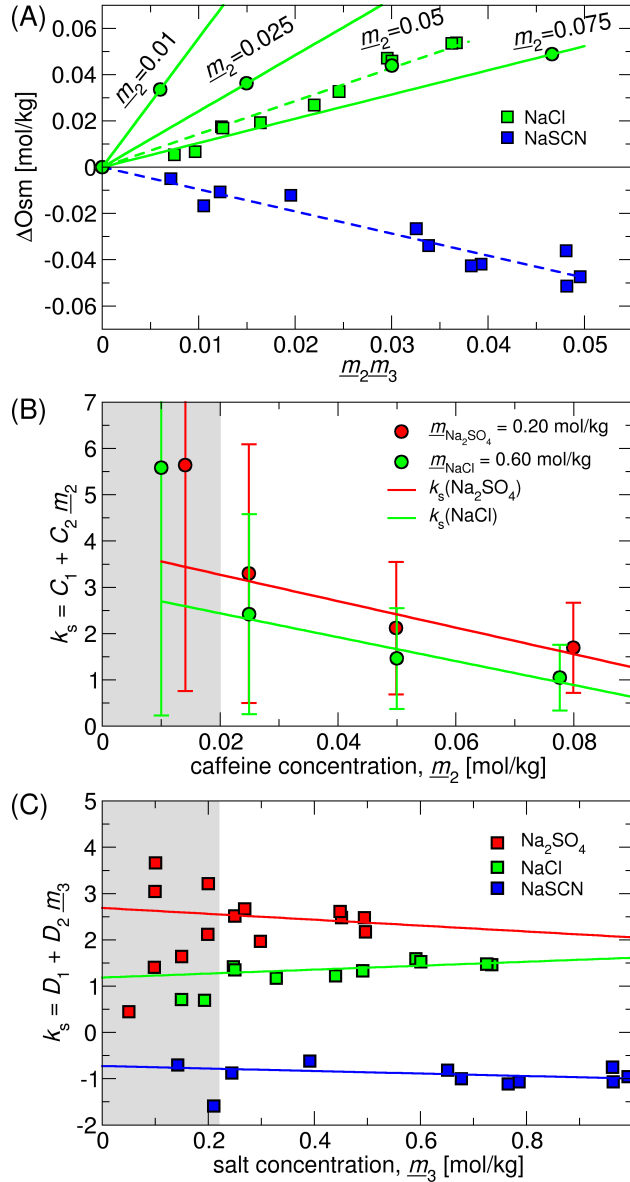 (A)
0.06
0.04
0.02
0
-0.02
-0.04
-0.06
ΔOsm [mol/kg]
m₂=0.01
m₂=0.025
m₂=0.05
m₂=0.075
NaCl
NaSCN
0 0.01 0.02 0.03 0.04 0.05
m₂m₃
(B)
7
6
5
4
3
2
1
0
kₛ = C₁ + C₂ m₂
m_Na₂SO₄ = 0.20 mol/kg
m_NaCl = 0.60 mol/kg
kₛ(Na₂SO₄)
kₛ(NaCl)
0 0.02 0.04 0.06 0.08
caffeine concentration, m₂ [mol/kg]
(C)
5
4
3
2
1
0
-1
-2
kₛ = D₁ + D₂ m₃
Na₂SO₄
NaCl
NaSCN
0 0.2 0.4 0.6 0.8
salt concentration, m₃ [mol/kg]